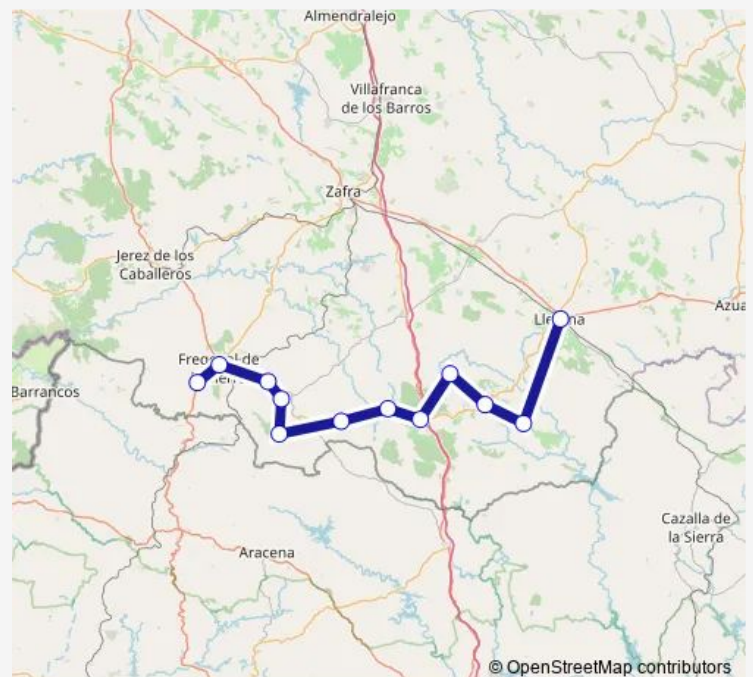 Almendralejo
Villafranca
de los Barros
Zafra
Jerez de los
Caballeros
Azua
Barrancos
Cazalla de
la Sierra
Aracena
© OpenStreetMap contributors